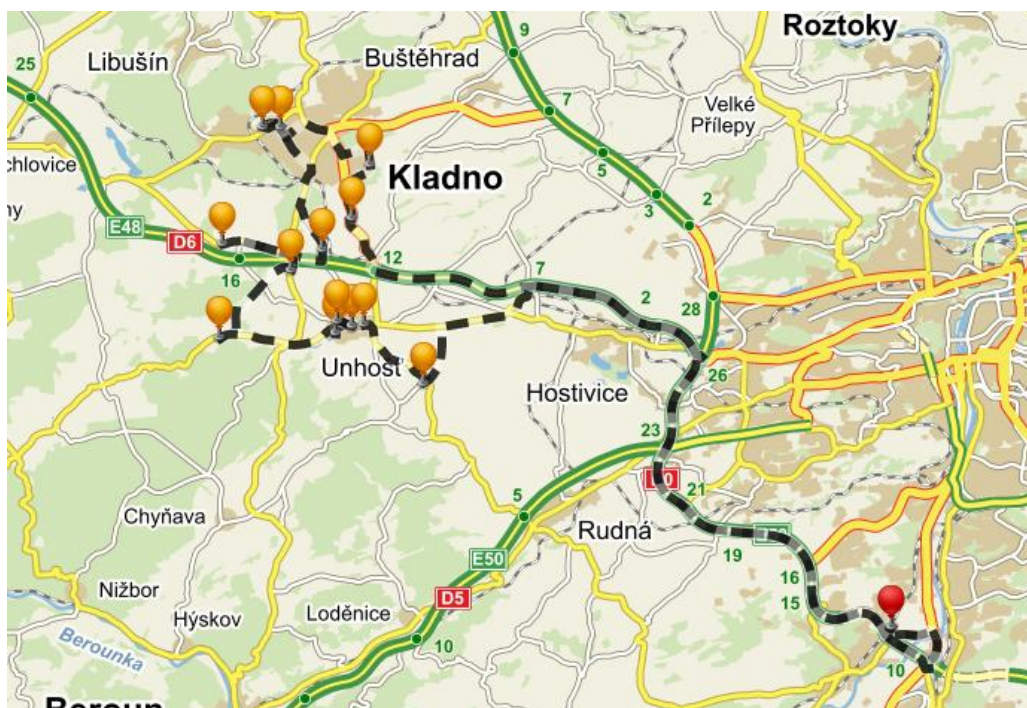 Roztoky
9
Libušín
Buštěhrad
25
7
Velké
Přílepy
5
chlovice
Kladno
3
2
ny
E48
D6
16
12
7
2
28
Unhošť
26
Hostivice
23
21
5
Chyňava
Rudná
19
E50
16
Nižbor
D5
15
Hýskov
Loděnice
Berounka
10
10
Beroun